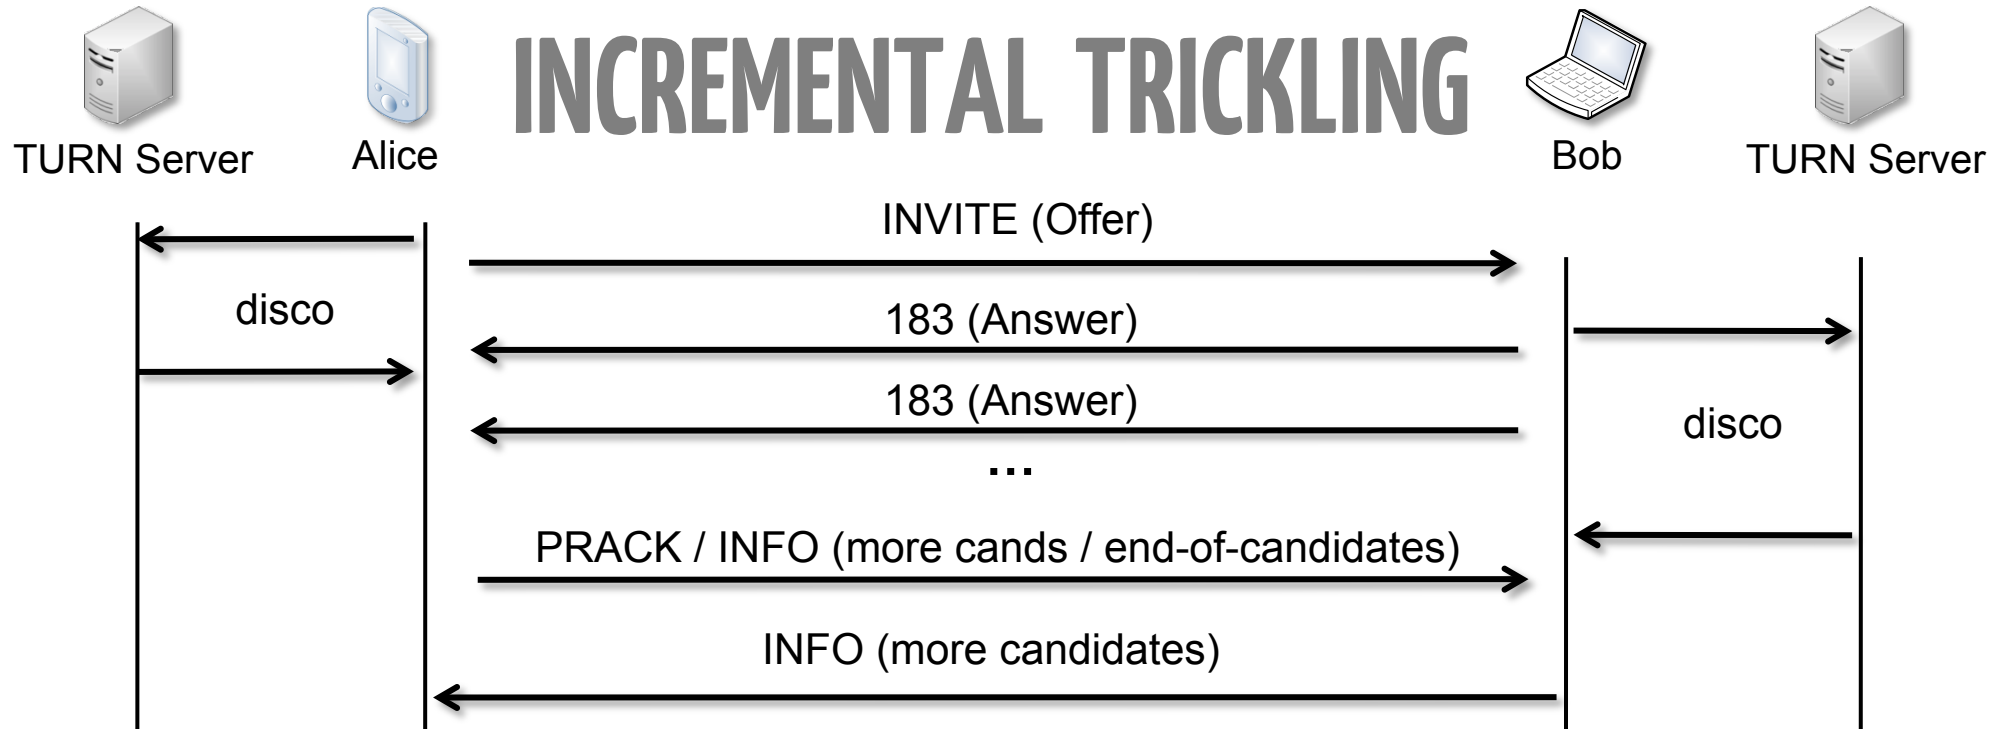 INCREMENTAL TRICKLING
TURN Server
Alice
Bob
TURN Server
INVITE (Offer)
disco
183 (Answer)
183 (Answer)
disco
...
PRACK / INFO (more cands / end-of-candidates)
INFO (more candidates)